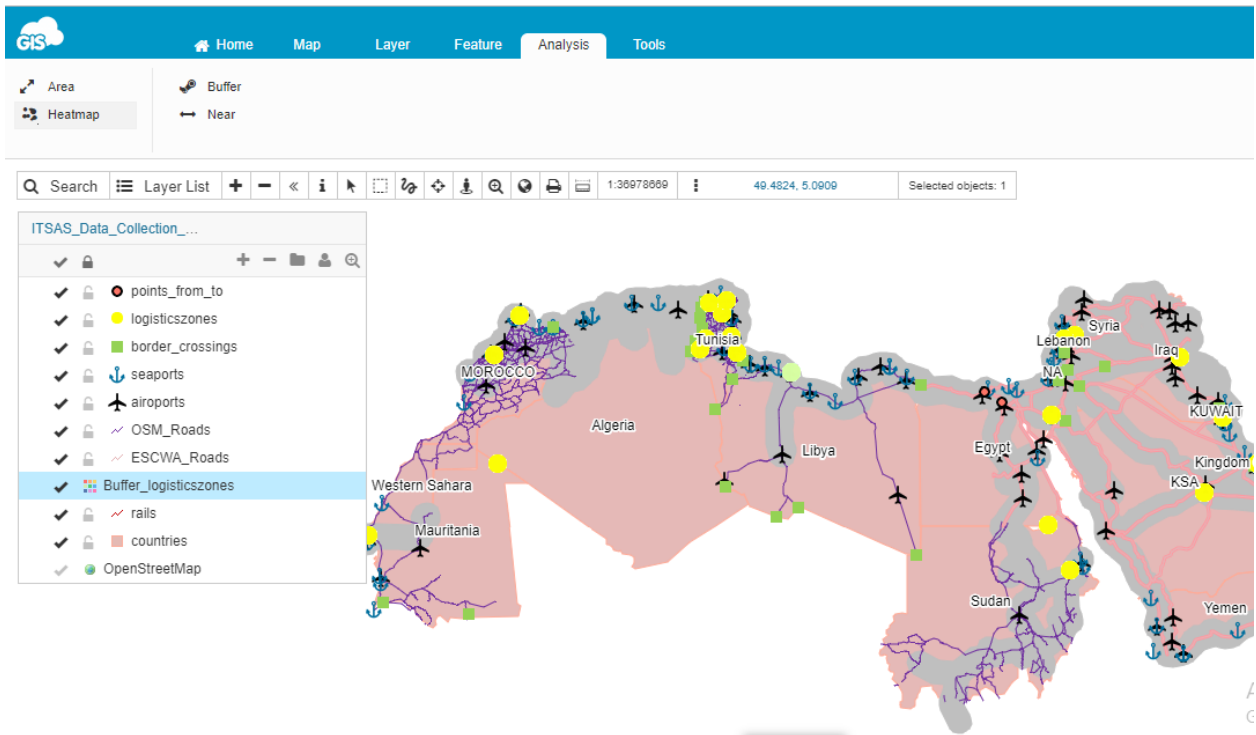 GIS
Home Map Layer Feature Analysis Tools
Area Buffer
Heatmap Near
Search Layer List 1:36978669 49.4824, 5.0909 Selected objects: 1
ITSAS_Data_Collection_...
points_from_to
logisticszones
border_crossings
seaports
airoports
OSM_Roads
ESCWA_Roads
Buffer_logisticszones
rails
countries
OpenStreetMap
Syria
Tunisia
Lebanon
Iraq
MOROCCO
NA
KUWAIT
Algeria
Libya
Egypt
Kingdom
Western Sahara
KSA
Mauritania
Sudan
Yemen